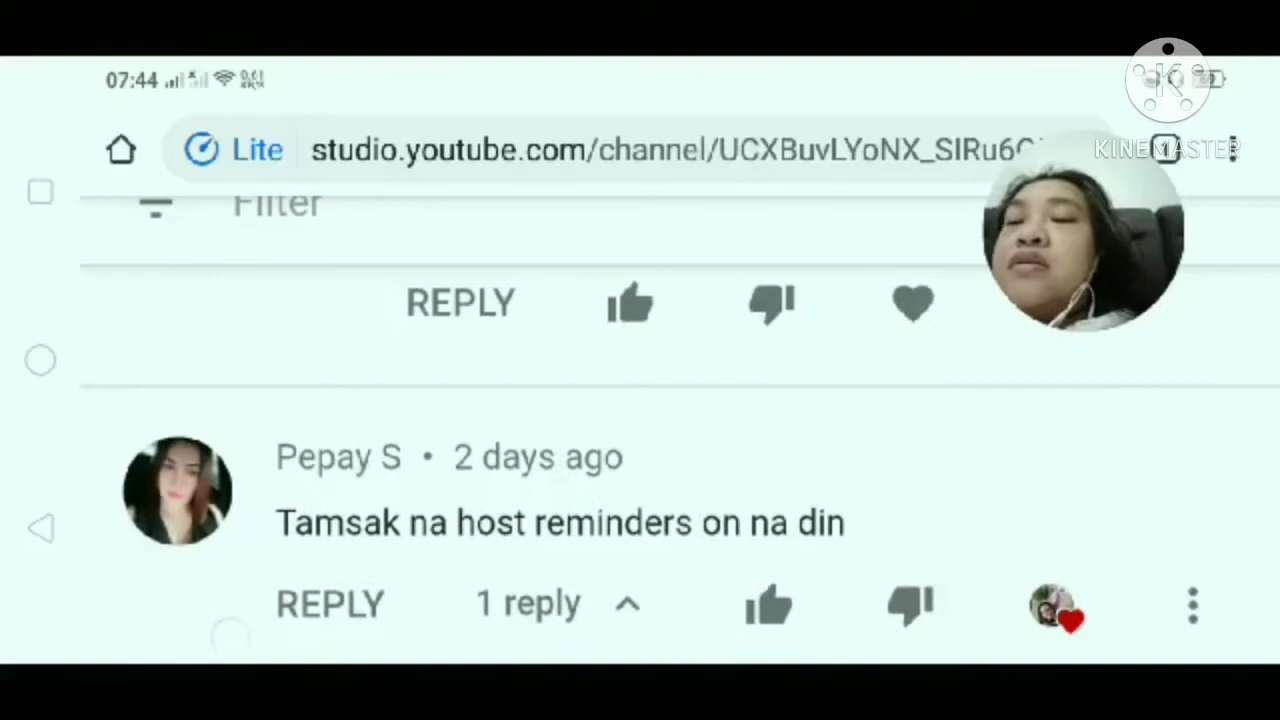 07:44
KINEMASTER
Lite studio.youtube.com/channel/UCXBuvLYoNX_SIRu6
Filter
REPLY
Pepay S • 2 days ago
Tamsak na host reminders on na din
REPLY 1 reply